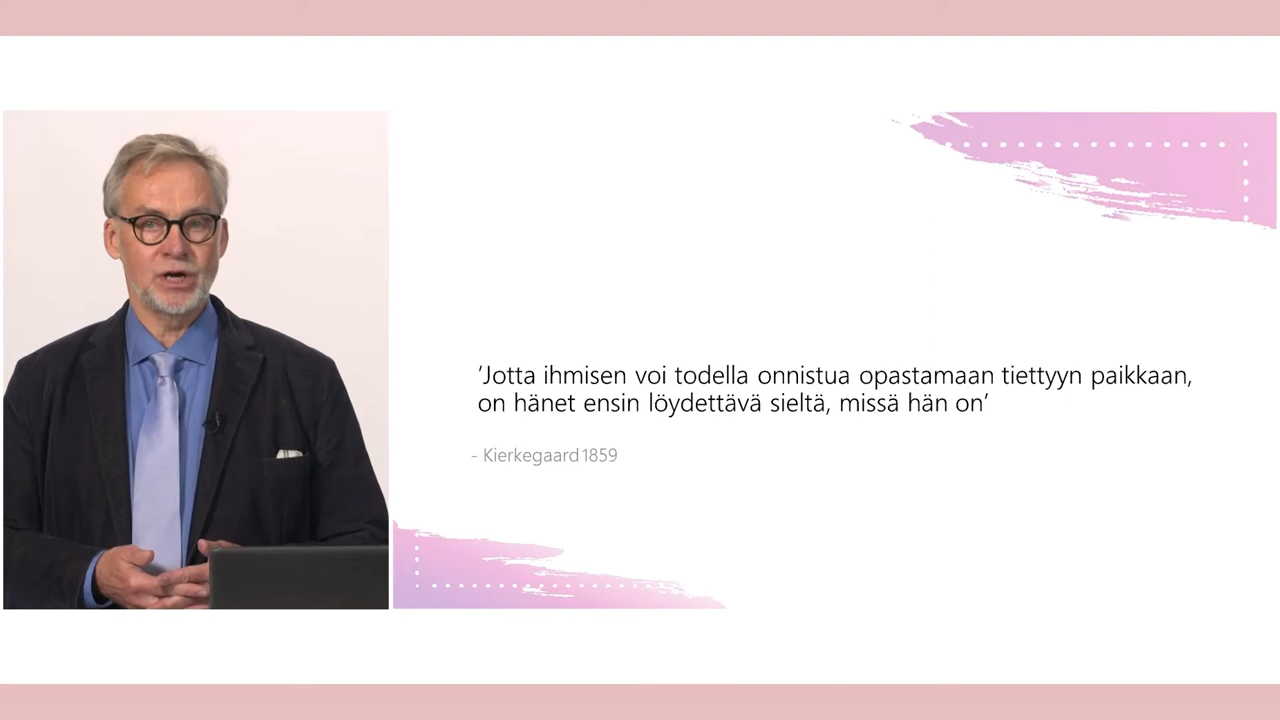 ‘Jotta ihmisen voi todella onnistua opastamaan tiettyyn paikkaan,
on hänet ensin löydettävä sieltä, missä hän on’
- Kierkegaard 1859